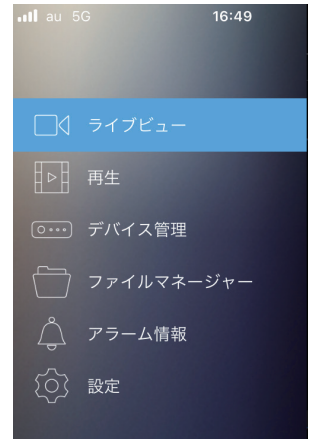 au 5G 16:49
ライブビュー
再生
デバイス管理
ファイルマネージャー
アラーム情報
設定